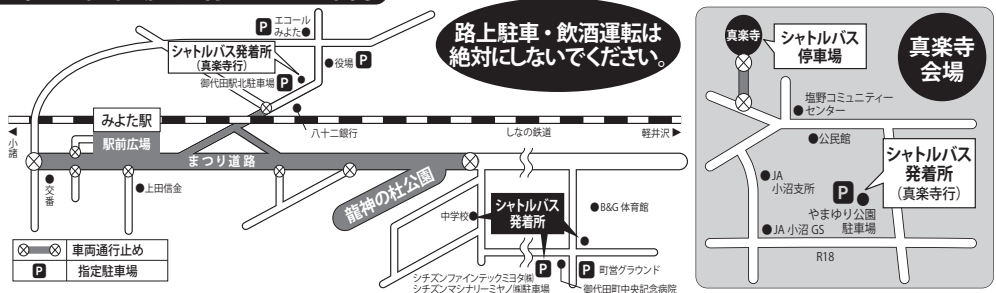 路上駐車・飲酒運転は
絶対にしないでください。
P エコール
みよた
シャトルバス発着所
(真楽寺行)
役場 P
御代田駅北駐車場 P
みよた駅
駅前広場
八十二銀行
しなの鉄道
小諸
軽井沢
まつり道路
交番
上田信金
龍神の杜公園
中学校
シャトルバス
発着所
B&G 体育館
P
P 町営グラウンド
シチズンファインテックミヨタ㈱
シチズンマシナリーミヤノ㈱駐車場
御代田町中央記念病院
車両通行止め
P 指定駐車場
真楽寺
シャトルバス
停車場
真楽寺
会場
塩野コミュニティー
センター
公民館
シャトルバス
発着所
(真楽寺行)
JA
小沼支所
P
やまゆり公園
駐車場
JA 小沼 GS
R18